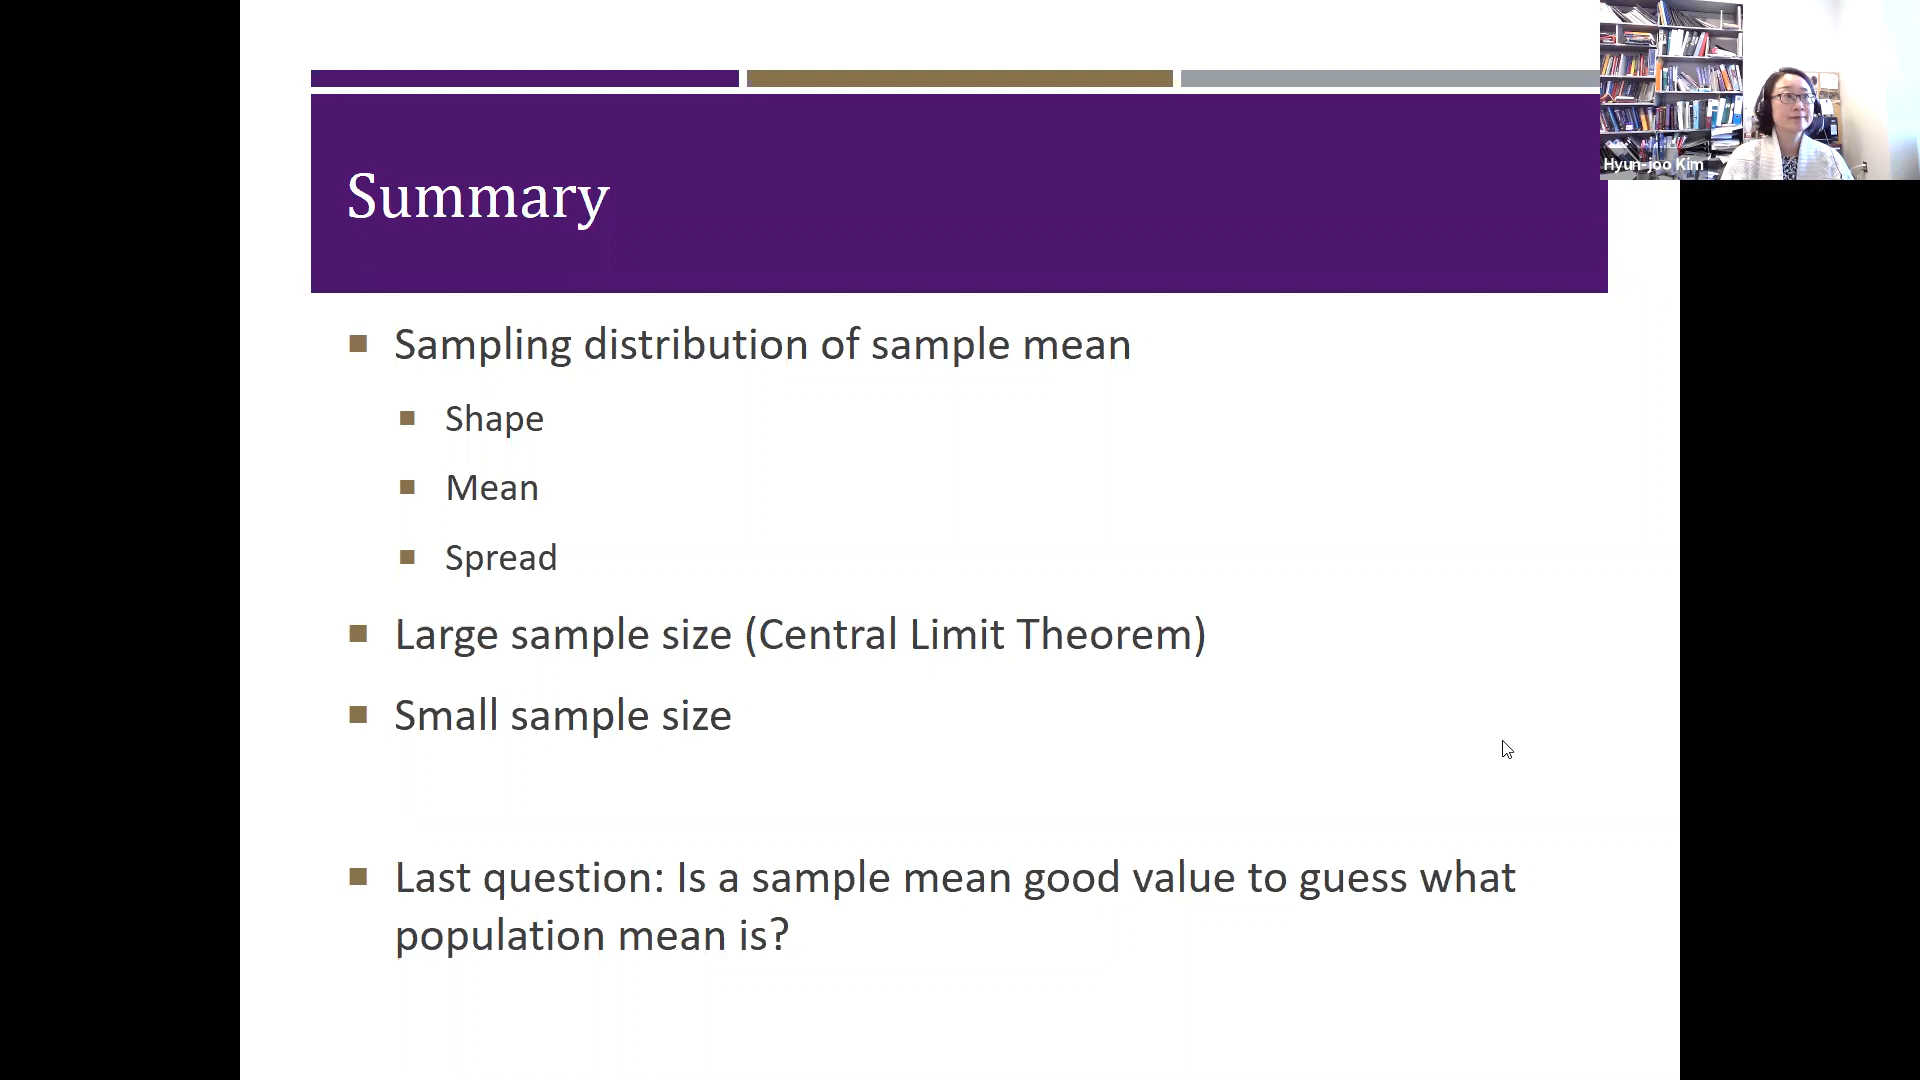 Hyun-joo Kim
Summary
Sampling distribution of sample mean
Shape
Mean
Spread
Large sample size (Central Limit Theorem)
Small sample size
Last question: Is a sample mean good value to guess what
population mean is?